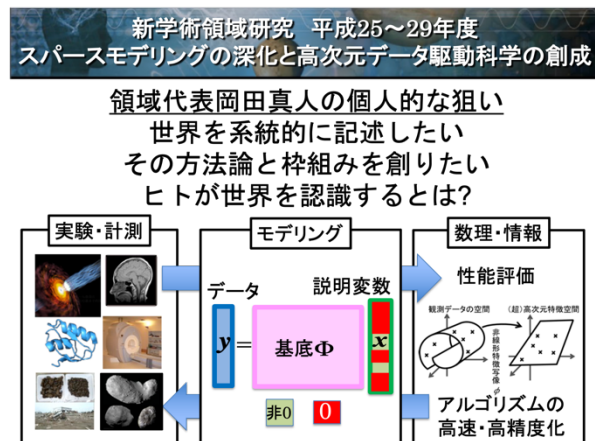 新学術領域研究 平成25～29年度
スパースモデリングの深化と高次元データ駆動科学の創成
領域代表岡田真人の個人的な狙い
世界を系統的に記述したい
その方法論と枠組みを創りたい
ヒトが世界を認識するとは?
実験・計測
モデリング
データ
説明変数
y = 基底Φ x
非0 0
数理・情報
性能評価
観測データの空間
(超)高次元特徴空間
非線形特徴写像
φ
アルゴリズムの
高速・高精度化